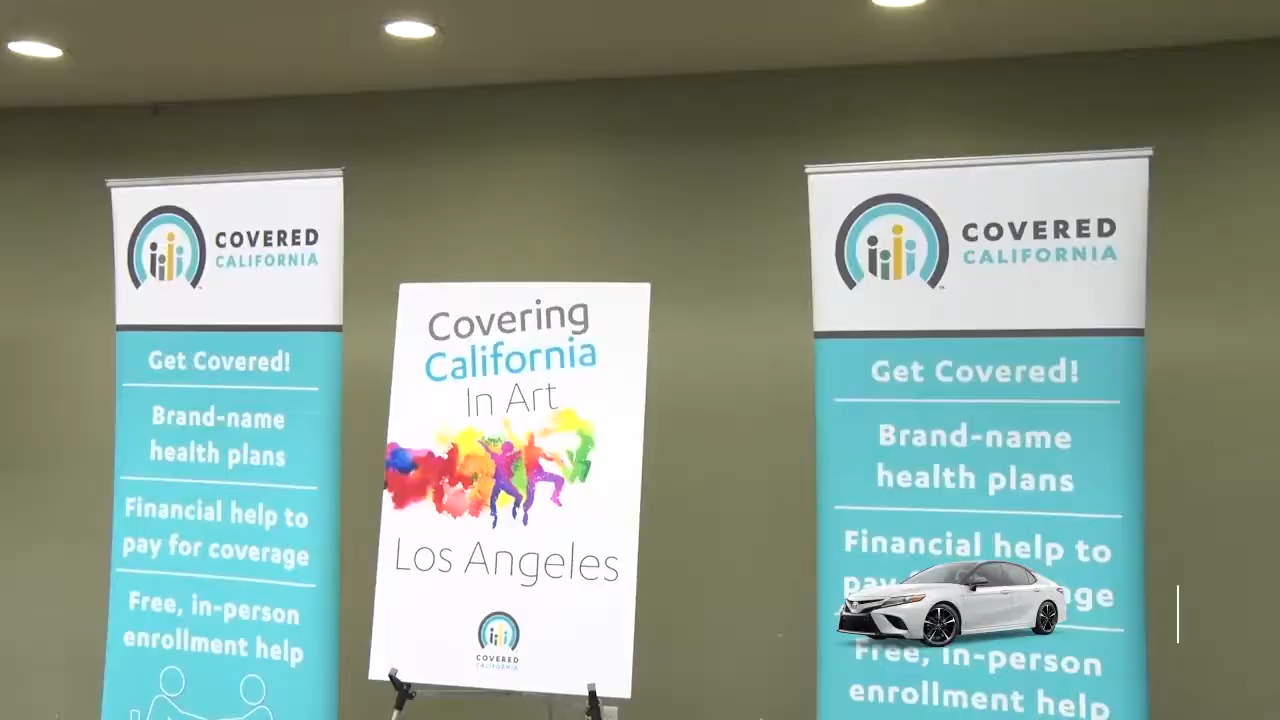 COVERED
CALIFORNIA
Get Covered!
Brand-name
health plans
Financial help to
pay for coverage
Free, in-person
enrollment help
Covering
California
In Art
Los Angeles
COVERED
CALIFORNIA
COVERED
CALIFORNIA
Get Covered!
Brand-name
health plans
Financial help to
pay
Free, in-person
enrollment help